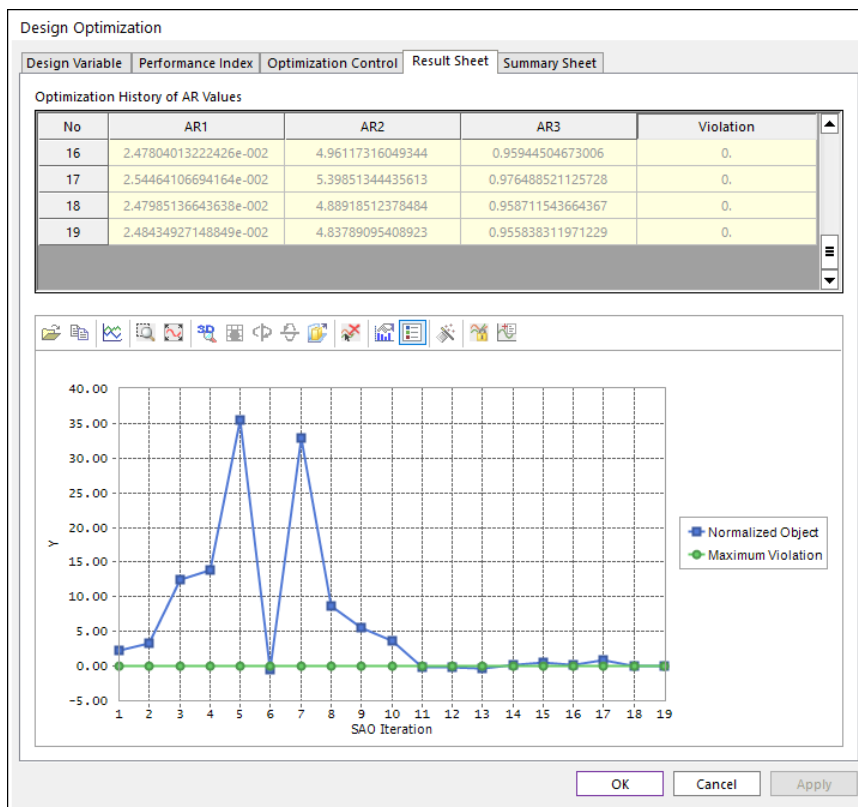 Design Optimization
Design Variable Performance Index Optimization Control Result Sheet Summary Sheet
Optimization History of AR Values
No AR1 AR2 AR3 Violation
16 2.47804013222426e-002 4.96117316049344 0.95944504673006 0.
17 2.54464106694164e-002 5.39851344435613 0.976488521125728 0.
18 2.47985136643638e-002 4.88918512378484 0.958711543664367 0.
19 2.48434927148849e-002 4.83789095408923 0.955838311971229 0.
3D
40.00
35.00
30.00
25.00
20.00
15.00
10.00
5.00
0.00
-5.00
Y
1 2 3 4 5 6 7 8 9 10 11 12 13 14 15 16 17 18 19
SAO Iteration
Normalized Object
Maximum Violation
OK Cancel Apply